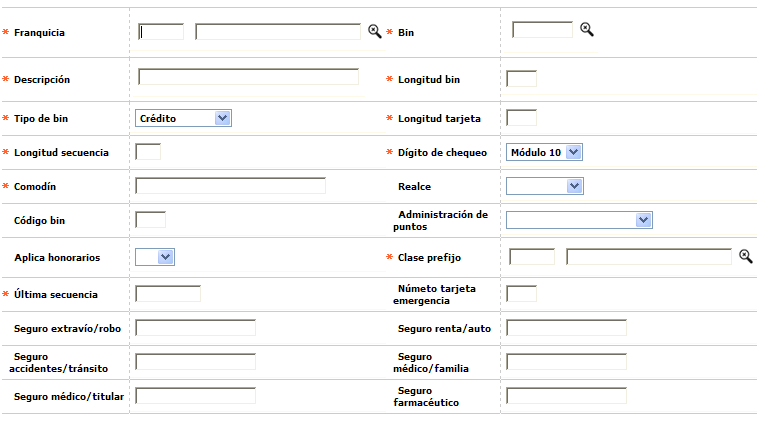 * Franquicia * Bin
* Descripción * Longitud bin
* Tipo de bin Crédito * Longitud tarjeta
* Longitud secuencia * Dígito de chequeo Módulo 10
* Comodín Realce
Código bin Administración de
puntos
Aplica honorarios * Clase prefijo
* Última secuencia Númeto tarjeta
emergencia
Seguro extravío/robo Seguro renta/auto
Seguro Seguro
accidentes/tránsito médico/familia
Seguro médico/titular Seguro
farmacéutico